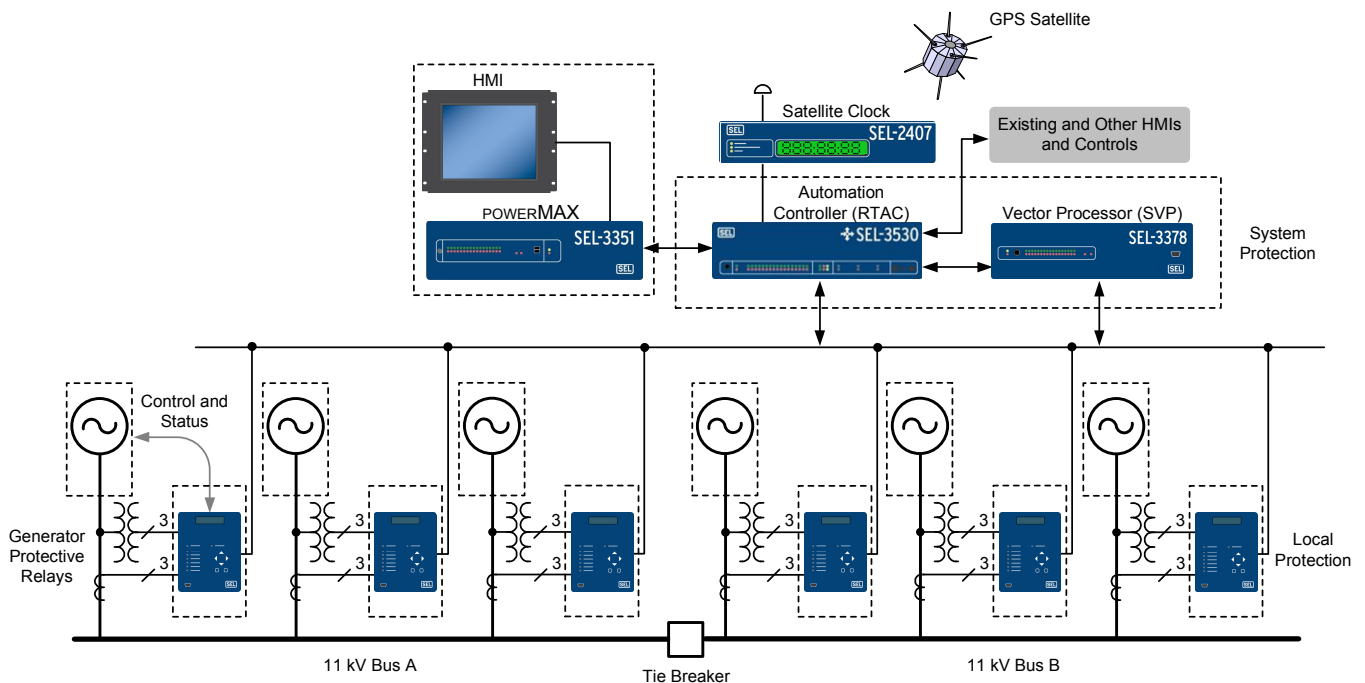 GPS Satellite
HMI
Satellite Clock
SEL
SEL-2407
Existing and Other HMIs
and Controls
POWERMAX
SEL-3351
SEL
Automation
Controller (RTAC)
SEL
SEL-3530
Vector Processor (SVP)
SEL-3378
SEL
System
Protection
Control and
Status
Generator
Protective
Relays
3
3
SEL
3
3
SEL
3
3
SEL
3
3
SEL
3
3
SEL
3
3
SEL
Local
Protection
11 kV Bus A
Tie Breaker
11 kV Bus B